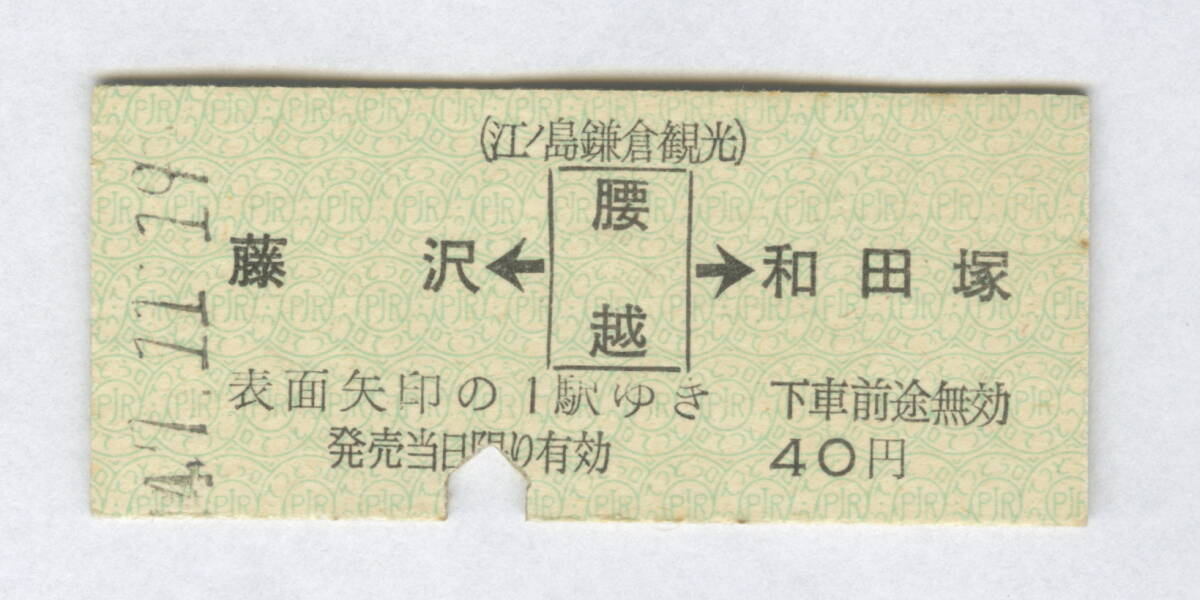 (江ノ島鎌倉観光)
藤沢←腰越→和田塚
表面矢印の1駅ゆき 下車前途無効
発売当日限り有効 40円
47.11.19